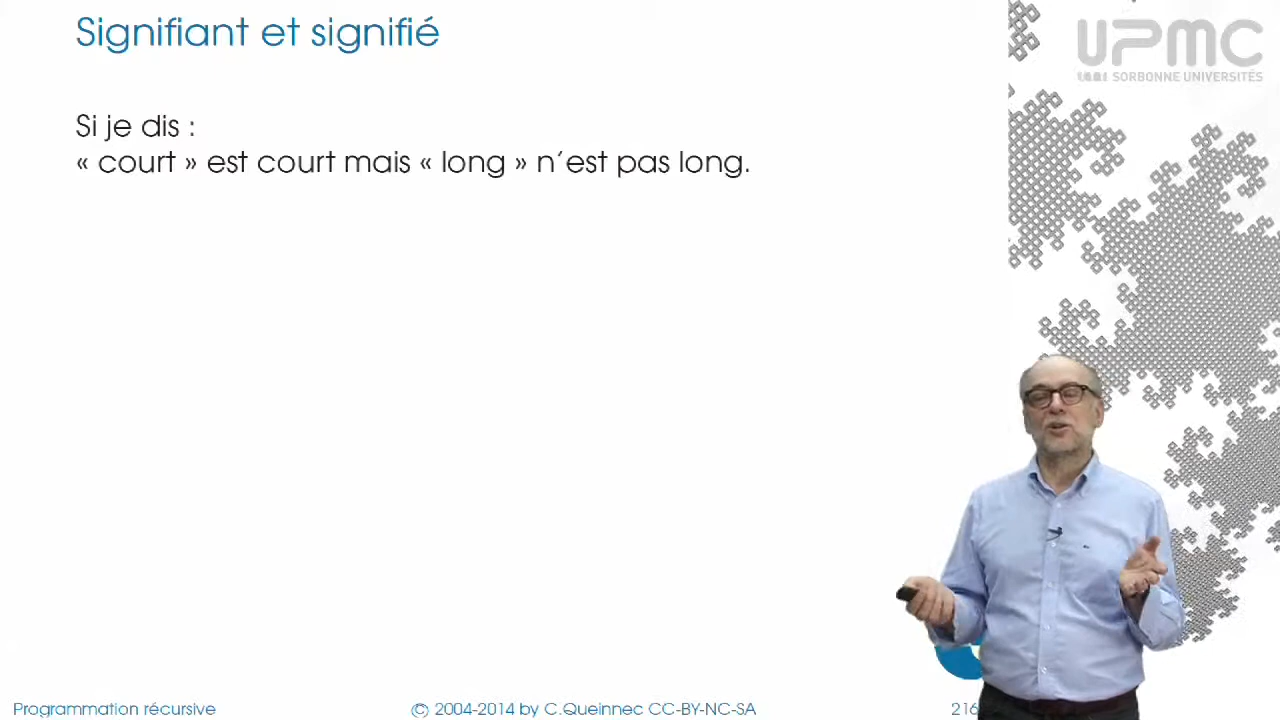 Signifiant et signifié
UPMC
SORBONNE UNIVERSITÉS
Si je dis :
« court » est court mais « long » n’est pas long.
Programmation récursive
© 2004-2014 by C.Queinnec CC-BY-NC-SA
216